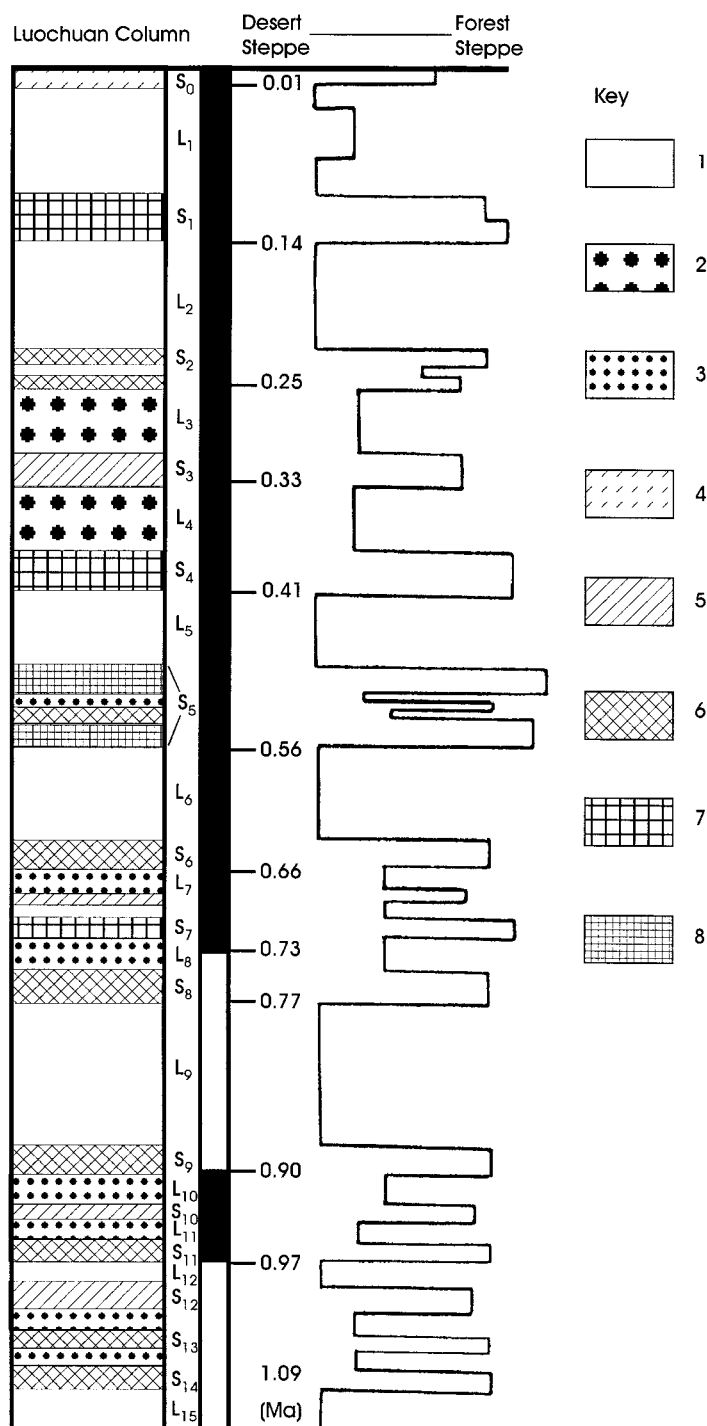 Desert Forest
Luochuan Column Steppe Steppe
S₀ 0.01
Key
L₁
1
S₁
0.14
2
L₂
S₂
3
0.25
L₃
S₃
0.33
4
L₄
S₄
5
0.41
L₅
S₅
6
0.56
L₆
7
S₆
0.66
L₇
S₇
8
L₈ 0.73
S₈
0.77
L₉
S₉
0.90
L₁₀
S₁₀
L₁₁
S₁₁
0.97
L₁₂
S₁₂
S₁₃
S₁₄ 1.09
L₁₅ (Ma)